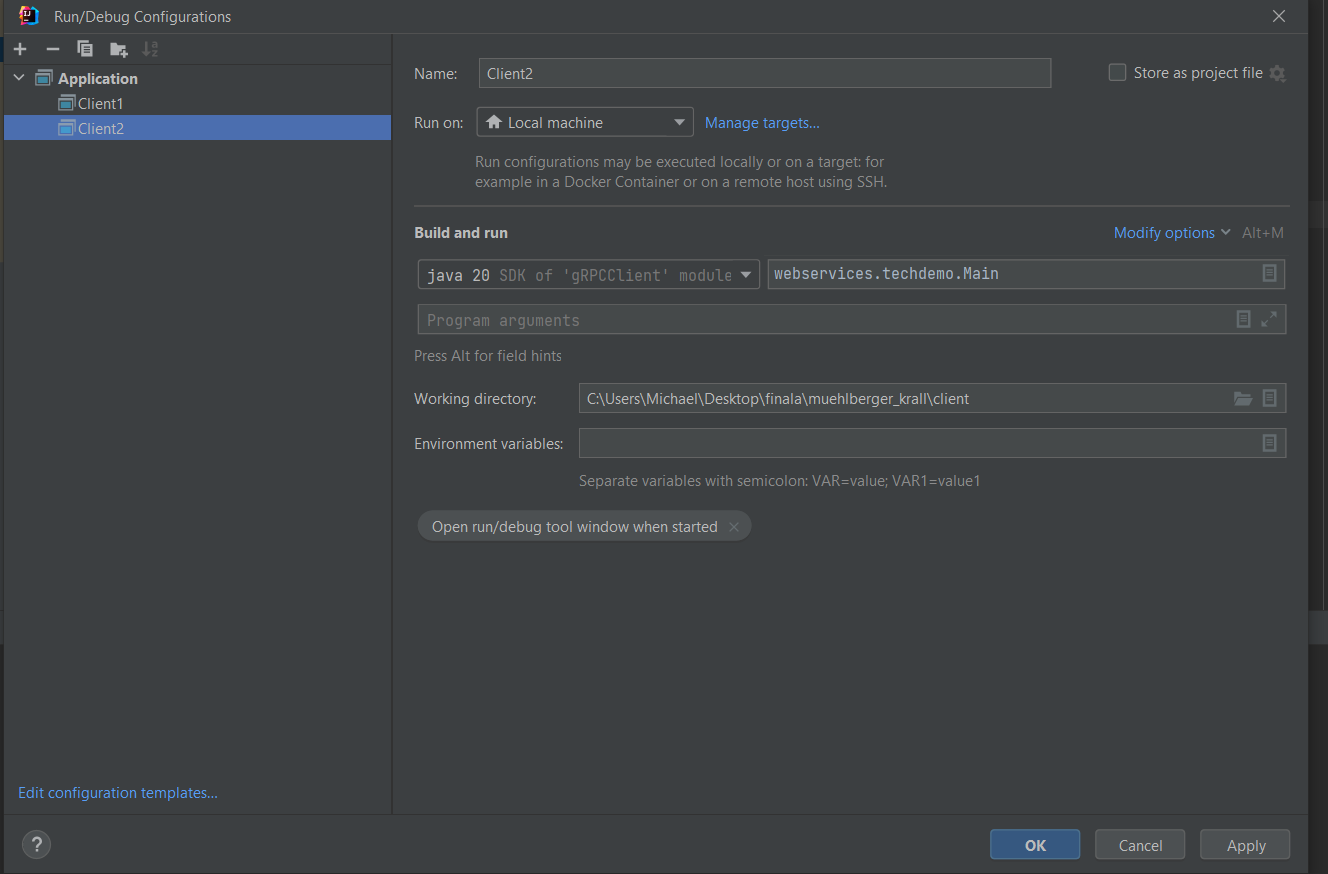 Run/Debug Configurations
Application
Client1
Client2
Edit configuration templates...
Name: Client2 Store as project file
Run on: Local machine Manage targets...
Run configurations may be executed locally or on a target: for
example in a Docker Container or on a remote host using SSH.
Build and run Modify options Alt+M
java 20 SDK of 'gRPCClient' module webservices.techdemo.Main
Program arguments
Press Alt for field hints
Working directory: C:\Users\Michael\Desktop\finala\muehlberger_krall\client
Environment variables:
Separate variables with semicolon: VAR=value; VAR1=value1
Open run/debug tool window when started
? OK Cancel Apply